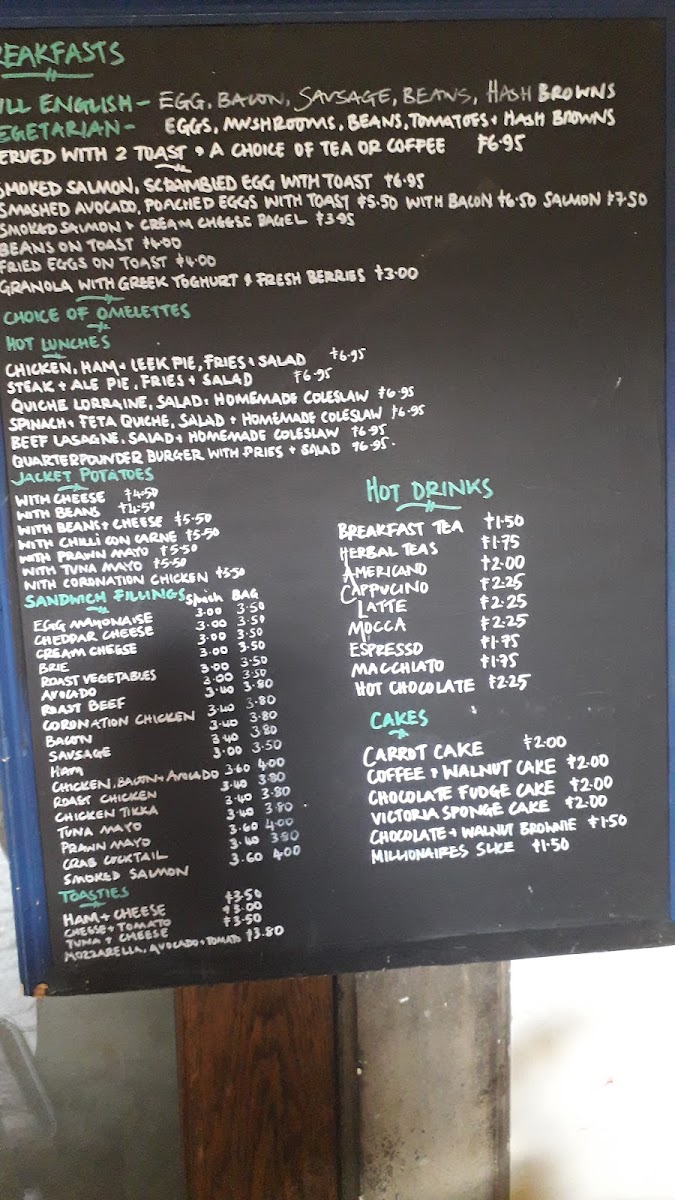 REAKFASTS
ULL ENGLISH - EGG, BACON, SAUSAGE, BEANS, HASH BROWNS
EGETARIAN - EGGS, MUSHROOMS, BEANS, TOMATOES + HASH BROWNS
ERVED WITH 2 TOAST & A CHOICE OF TEA OR COFFEE £6.95
SMOKED SALMON, SCRAMBLED EGG WITH TOAST £6.95
SMASHED AVOCADO, POACHED EGGS WITH TOAST £5.50 WITH BACON £6.50 SALMON £7.50
SMOKED SALMON & CREAM CHEESE BAGEL £3.95
BEANS ON TOAST £4.00
FRIED EGGS ON TOAST £4.00
GRANOLA WITH GREEK YOGHURT & FRESH BERRIES £3.00
CHOICE OF OMELETTES
HOT LUNCHES
CHICKEN, HAM + LEEK PIE, FRIES & SALAD £6.95
STEAK + ALE PIE, FRIES + SALAD £6.95
QUICHE LORRAINE, SALAD + HOMEMADE COLESLAW £6.95
SPINACH + FETA QUICHE, SALAD + HOMEMADE COLESLAW £6.95
BEEF LASAGNE, SALAD + HOMEMADE COLESLAW £6.95
QUARTERPOUNDER BURGER WITH FRIES + SALAD £6.95.
JACKET POTATOES
WITH CHEESE £4.50
WITH BEANS £4.50
WITH BEANS + CHEESE £5.50
WITH CHILLI CON CARNE £5.50
WITH PRAWN MAYO £5.50
WITH TUNA MAYO £5.50
WITH CORONATION CHICKEN £5.50
SANDWICH FILLINGS S/wich BAG
EGG MAYONAISE 3.00 3.50
CHEDDAR CHEESE 3.00 3.50
CREAM CHEESE 3.00 3.50
BRIE 3.00 3.50
ROAST VEGETABLES 3.00 3.50
AVOCADO 3.00 3.50
ROAST BEEF 3.40 3.80
CORONATION CHICKEN 3.40 3.80
BACON 3.40 3.80
SAUSAGE 3.40 3.80
HAM 3.00 3.50
CHICKEN, BACON + AVOCADO 3.60 4.00
ROAST CHICKEN 3.40 3.80
CHICKEN TIKKA 3.40 3.80
TUNA MAYO 3.40 3.80
PRAWN MAYO 3.60 4.00
CRAB COCKTAIL 3.40 3.80
SMOKED SALMON 3.60 4.00
TOASTIES
HAM + CHEESE £3.50
CHEESE + TOMATO £3.00
TUNA + CHEESE £3.50
MOZZARELLA, AVOCADO + TOMATO £3.80
HOT DRINKS
BREAKFAST TEA £1.50
HERBAL TEAS £1.75
AMERICANO £2.00
CAPPUCINO £2.25
LATTE £2.25
MOCCA £2.25
ESPRESSO £1.75
MACCHIATO £1.75
HOT CHOCOLATE £2.25
CAKES
CARROT CAKE £2.00
COFFEE & WALNUT CAKE £2.00
CHOCOLATE FUDGE CAKE £2.00
VICTORIA SPONGE CAKE £2.00
CHOCOLATE + WALNUT BROWNIE £1.50
MILLIONAIRES SLICE £1.50